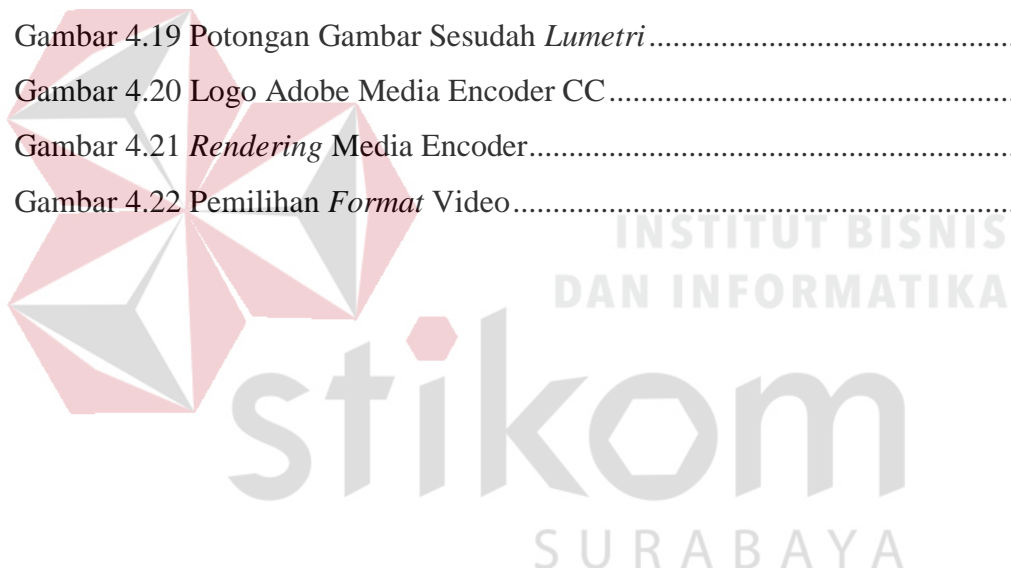 Gambar 4.19 Potongan Gambar Sesudah Lumetri................................................
Gambar 4.20 Logo Adobe Media Encoder CC.....................................................
Gambar 4.21 Rendering Media Encoder...............................................................
Gambar 4.22 Pemilihan Format Video.................................................................
INSTITUT BISNIS
DAN INFORMATIKA
stikom
SURABAYA